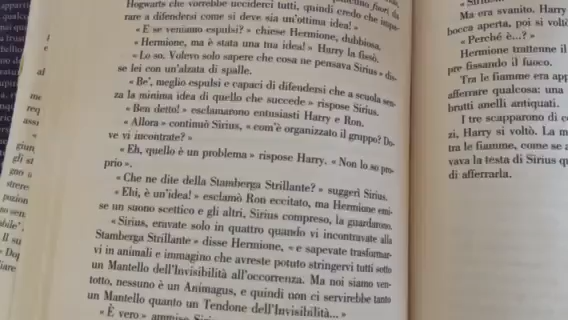 Hogwarts che vorrebbe ucciderci tutti, quindi credo che impa-
rare a difendersi come si deve sia un'ottima idea! »
« E se veniamo espulsi? » chiese Hermione, dubbiosa.
« Hermione, ma è stata una tua idea! » Harry la fissò.
« Lo so. Volevo solo sapere che cosa ne pensava Sirius » dis-
se lei con un'alzata di spalle.
« Be', meglio espulsi e capaci di difendersi che a scuola sen-
za la minima idea di quello che succede » rispose Sirius.
« Ben detto! » esclamarono entusiasti Harry e Ron.
« Allora » continuò Sirius, « com'è organizzato il gruppo? Do-
ve vi incontrate? »
« Eh, quello è un problema » rispose Harry. « Non lo so pro-
prio ».
« Che ne dite della Stamberga Strillante? » suggerì Sirius.
« Ehi, è un'idea! » esclamò Ron eccitato, ma Hermione emi-
se un suono scettico e gli altri, Sirius compreso, la guardarono.
« Sirius, eravate solo in quattro quando vi incontravate alla
Stamberga Strillante » disse Hermione, « e sapevate trasformar-
vi in animali e immagino che avreste potuto stringervi tutti sotto
un Mantello dell'Invisibilità all'occorrenza. Ma noi siamo ven-
totto, nessuno è un Animagus, e quindi non ci servirebbe tanto
un Mantello quanto un Tendone dell'Invisibilità... »
« È vero » ammise
Ma era svanito. Harry
bocca aperta, poi si voltò
« Perché è...? »
Hermione trattenne il
pre fissando il fuoco.
Tra le fiamme era app
afferrare qualcosa: una
brutti anelli antiquati.
I tre scapparono di c
zi, Harry si voltò. La m
tra le fiamme, come se a
vava la testa di Sirius q
di afferrarla.